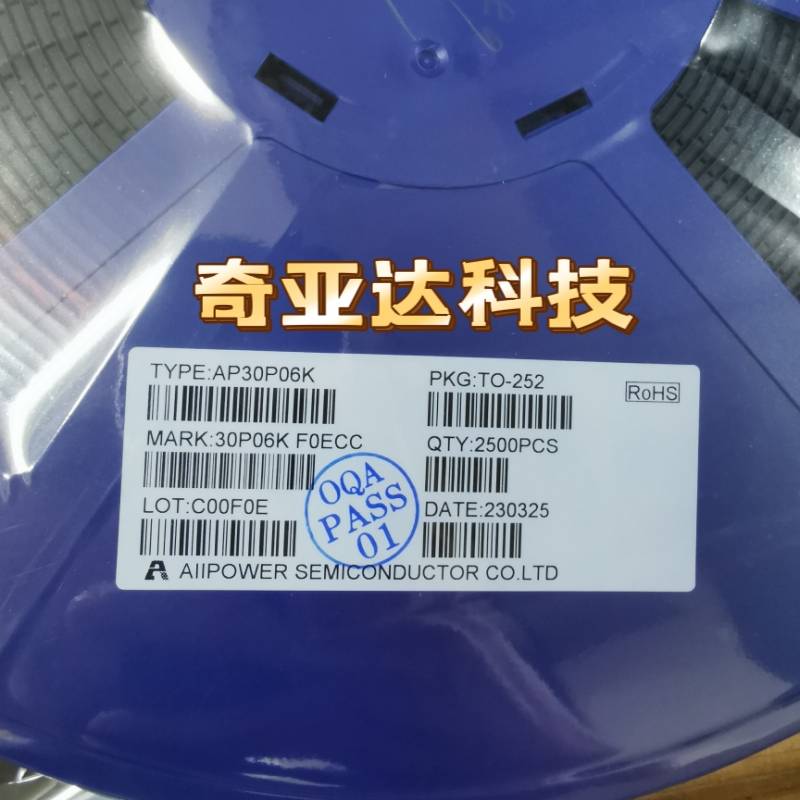 奇亚达科技
TYPE:AP30P06K
PKG:TO-252
RoHS
MARK:30P06K F0ECC
QTY:2500PCS
LOT:C00F0E
DATE:230325
OQA
PASS
01
AIIPOWER SEMICONDUCTOR CO.LTD